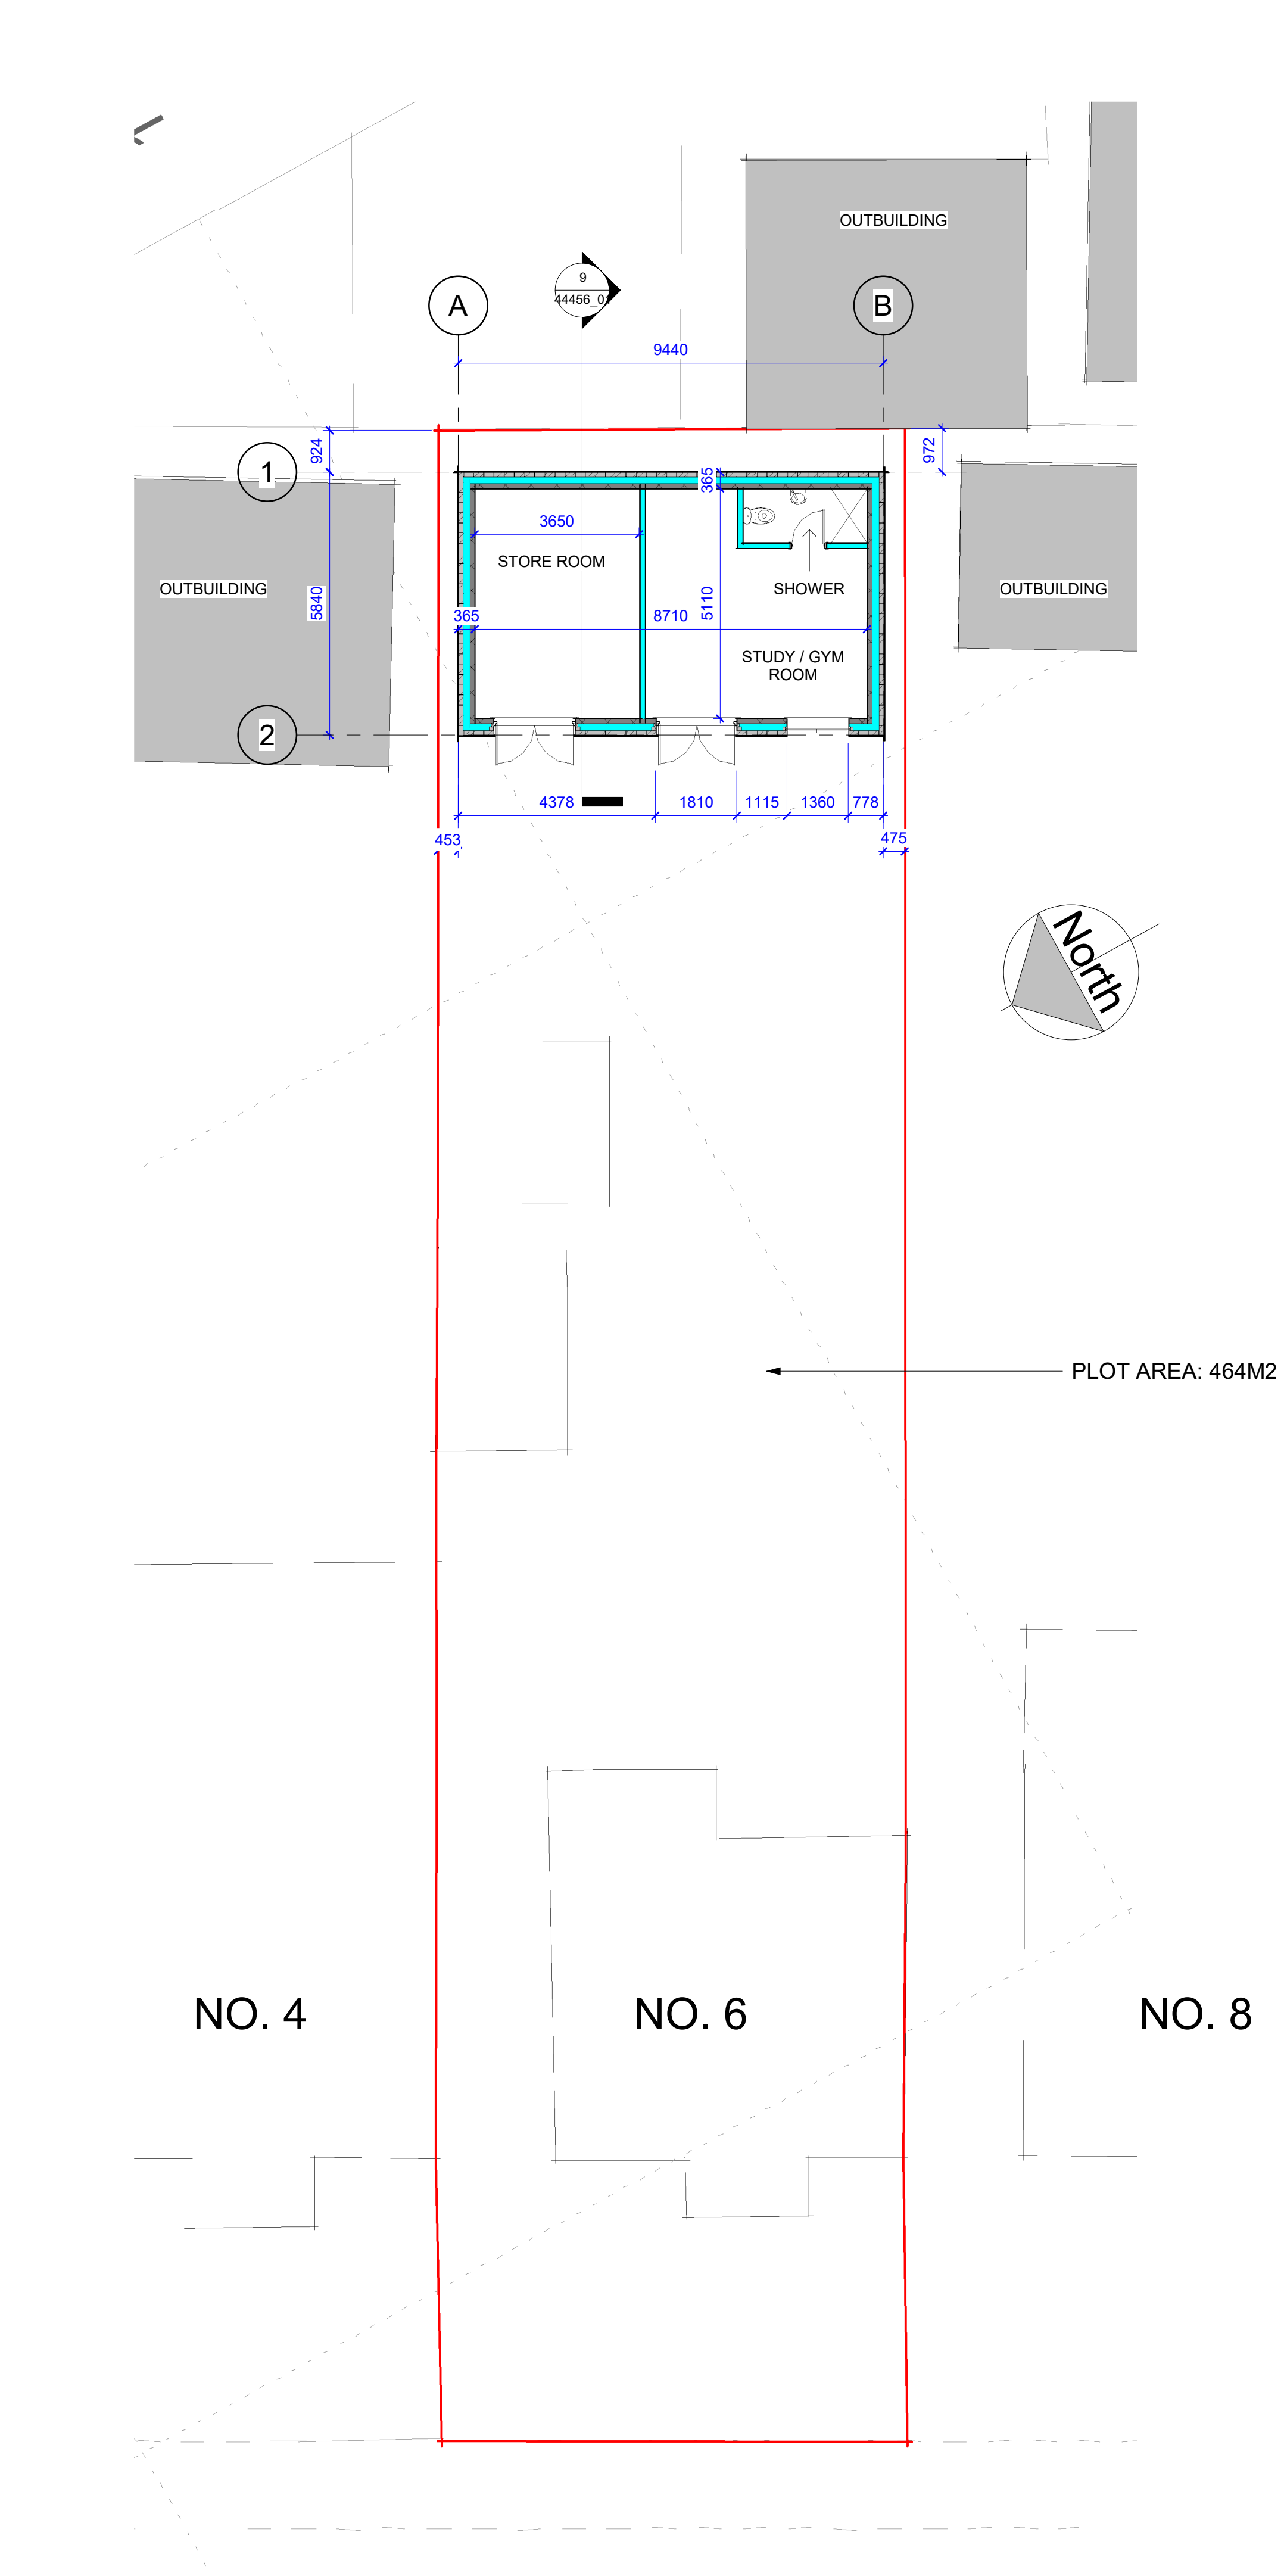 OUTBUILDING
9
44456_01
A
B
9440
924
1
972
365
3650
STORE ROOM
OUTBUILDING
5840
SHOWER
OUTBUILDING
5110
365
8710
STUDY / GYM
ROOM
2
4378
1810
1115
1360
778
453
475
North
PLOT AREA: 464M2
NO. 4
NO. 6
NO. 8